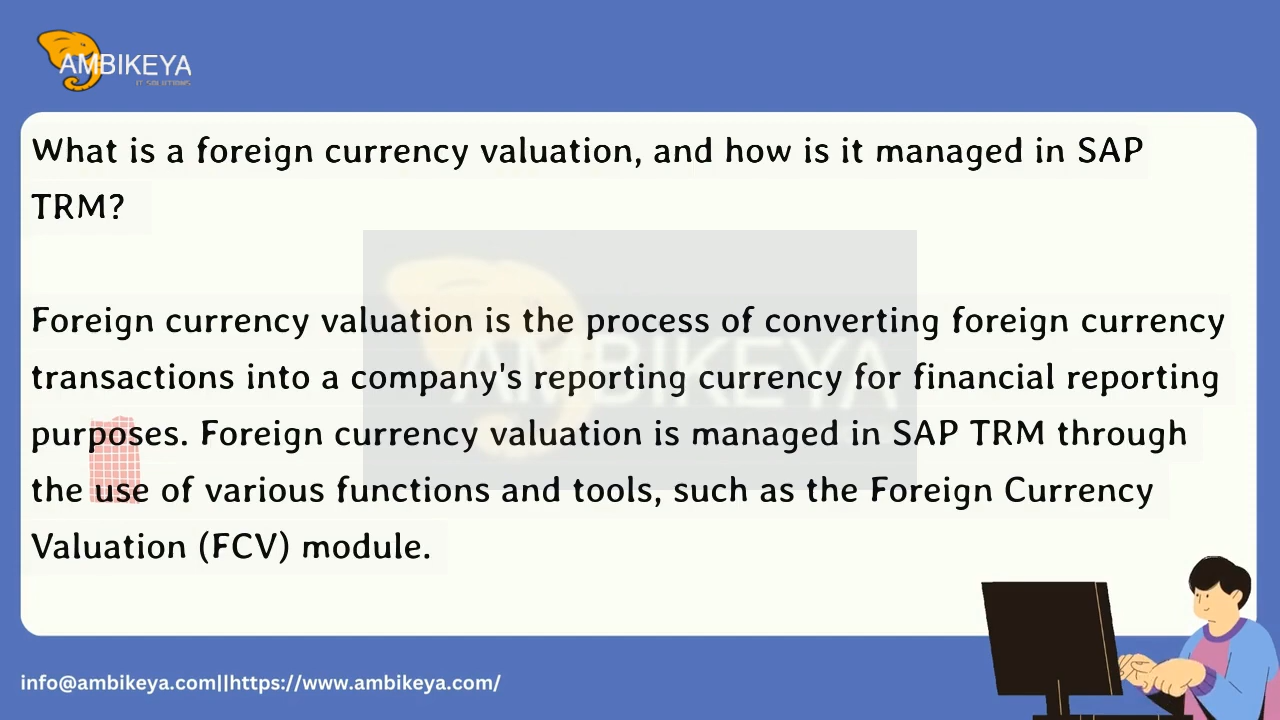 AMBIKEYA
IT SOLUTIONS
What is a foreign currency valuation, and how is it managed in SAP
TRM?
Foreign currency valuation is the process of converting foreign currency
transactions into a company's reporting currency for financial reporting
purposes. Foreign currency valuation is managed in SAP TRM through
the use of various functions and tools, such as the Foreign Currency
Valuation (FCV) module.
AMBIKEYA
info@ambikeya.com||https://www.ambikeya.com/